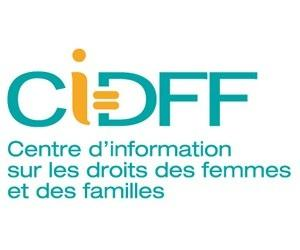 CiDFF
Centre d'information
sur les droits des femmes
et des familles